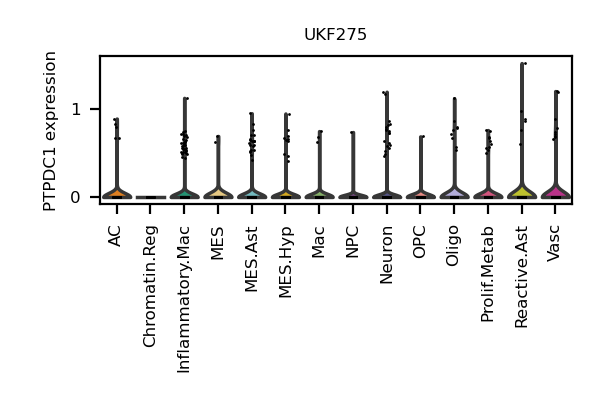 UKF275
PTPDC1 expression
1
0
AC
Chromatin.Reg
Inflammatory.Mac
MES
MES.Ast
MES.Hyp
Mac
NPC
Neuron
OPC
Oligo
Prolif.Metab
Reactive.Ast
Vasc